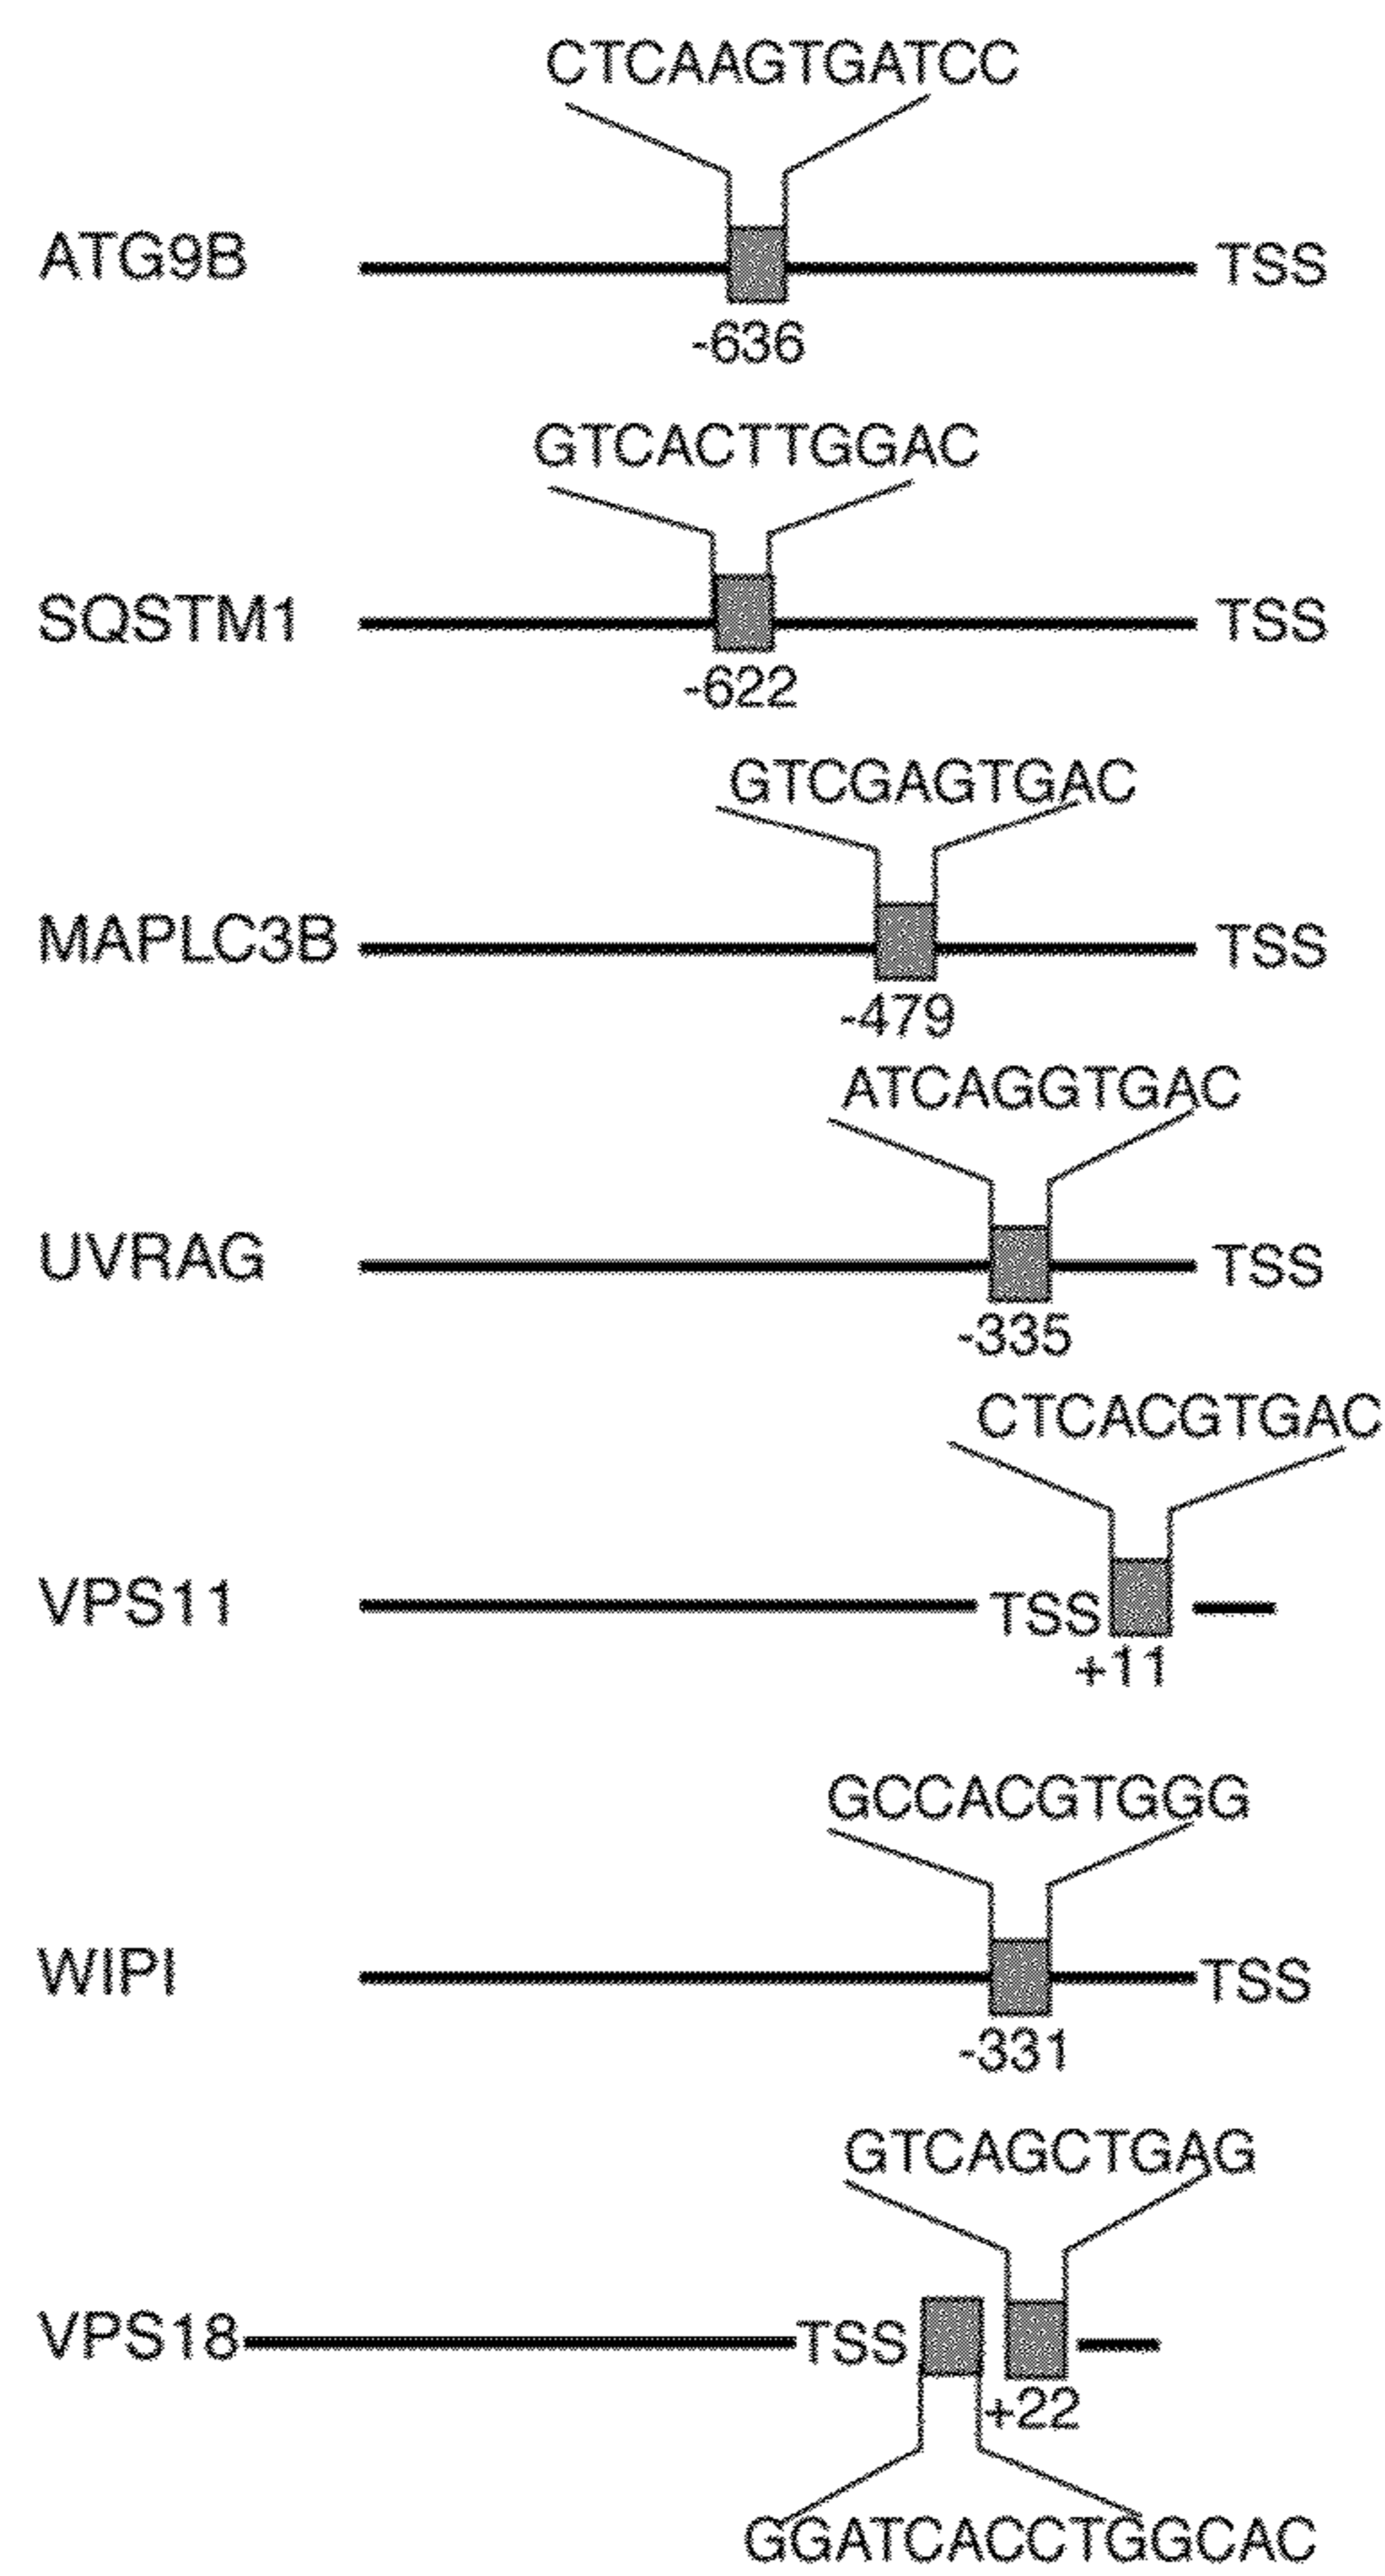 CTCAAGTGATCC
ATG9B TSS
-636
GTCACTTGGAC
SQSTM1 TSS
-622
GTCGAGTGAC
MAPLC3B TSS
-479
ATCAGGTGAC
UVRAG TSS
-335
CTCACGTGAC
VPS11 TSS
+11
GCCACGTGGG
WIPI TSS
-331
GTCAGCTGAG
VPS18 TSS
+22
GGATCACCTGGCAC